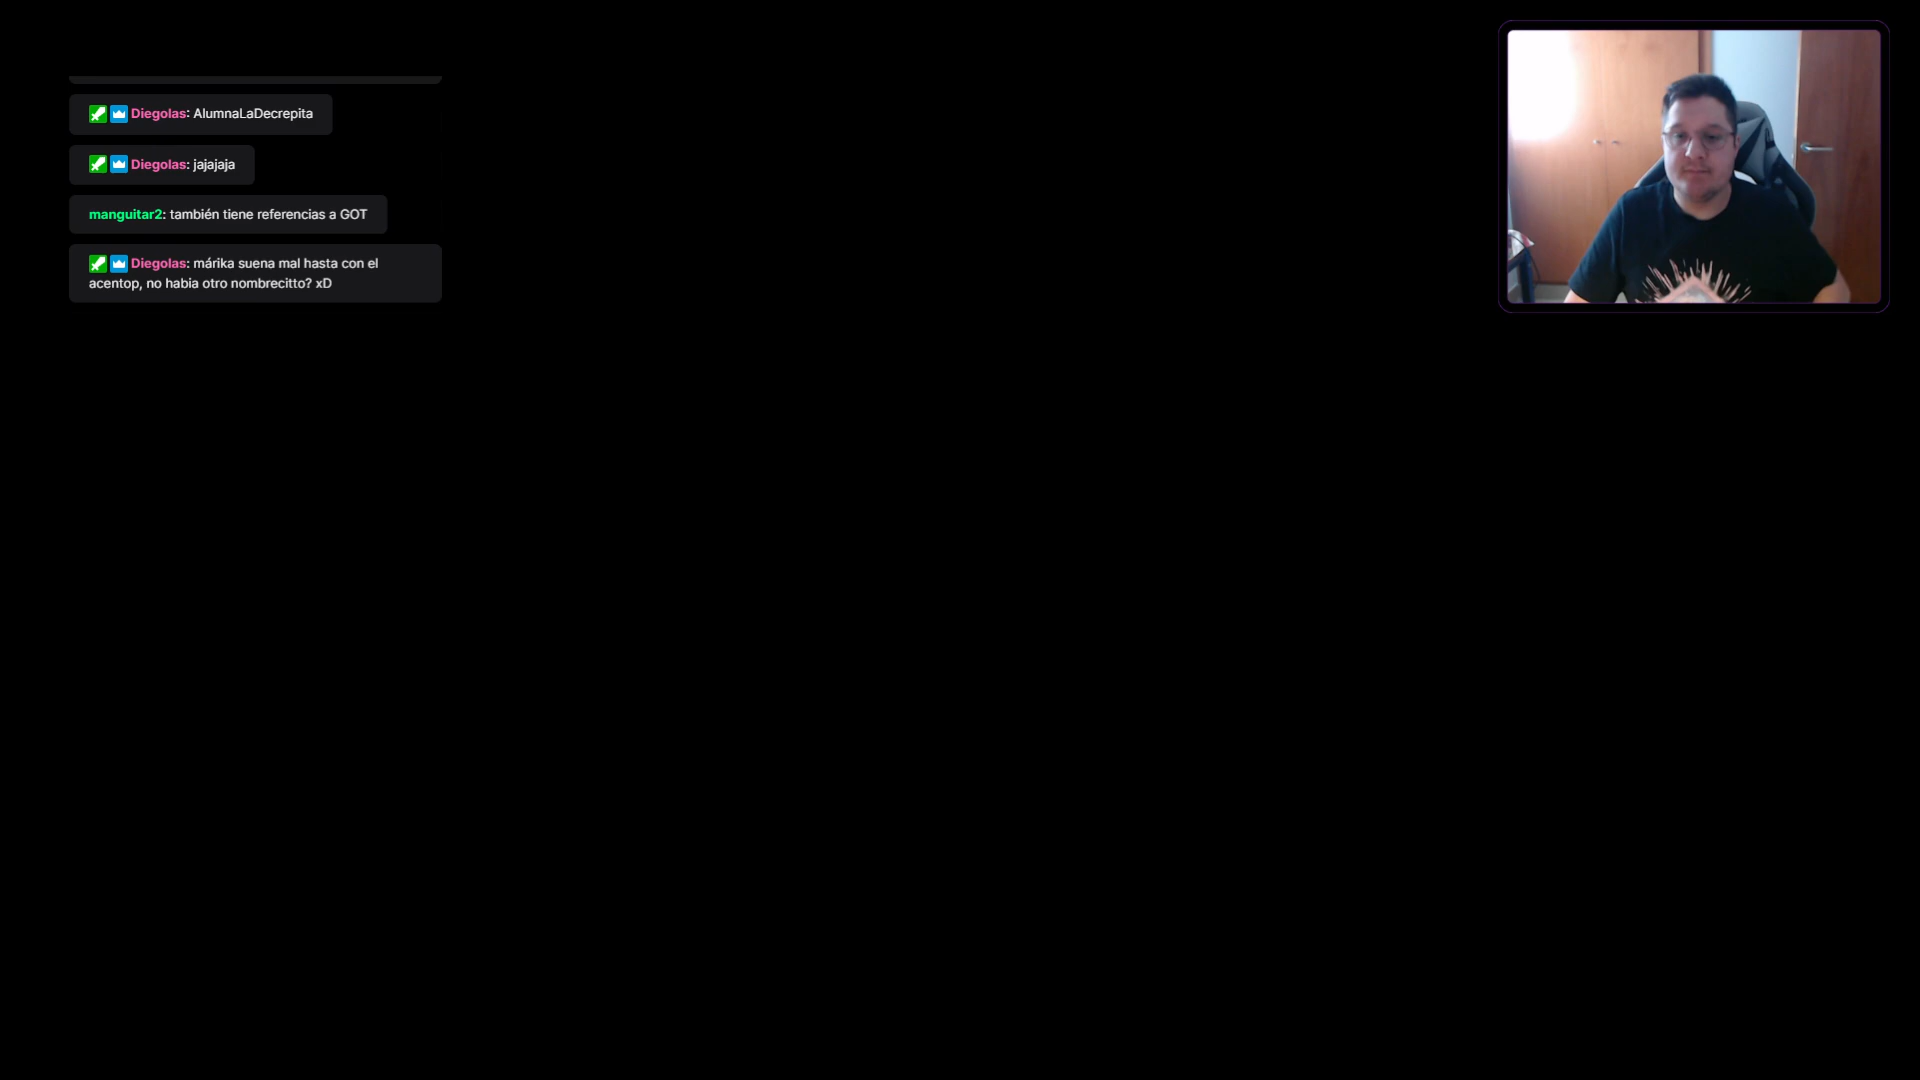 Diegolas: AlumnaLaDecrepita
Diegolas: jajajaja
manguitar2: también tiene referencias a GOT
Diegolas: márika suena mal hasta con el
acentop, no habia otro nombrecitto? xD